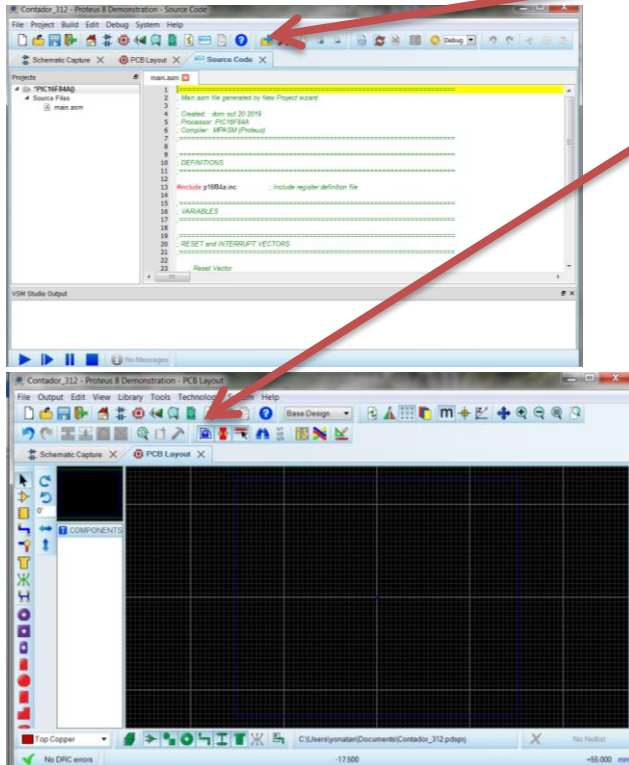 Contador_312 - Proteus 8 Demonstration - Source Code
File Project Build Edit Debug System Help
Debug
Schematic Capture X PCB Layout X Source Code X
Projects
main.asm
PIC16F84A()
Source Files
main.asm
1 ;====================================================================
2 ; Main.asm file generated by New Project wizard
3 ;
4 ; Created: dom oct 20 2019
5 ; Processor: PIC16F84A
6 ; Compiler: MPASM (Proteus)
7 ;====================================================================
8
9 ;====================================================================
10 ; DEFINITIONS
11 ;====================================================================
12
13 #include p16f84a.inc ; Include register definition file
14
15 ;====================================================================
16 ; VARIABLES
17 ;====================================================================
18
19 ;====================================================================
20 ; RESET and INTERRUPT VECTORS
21 ;====================================================================
22
23 ; Reset Vector
VSM Studio Output
No Messages
Contador_312 - Proteus 8 Demonstration - PCB Layout
File Output Edit View Library Tools Technology System Help
Base Design
Schematic Capture X PCB Layout X
0°
COMPONENTS
Top Copper
C:\Users\yonatan\Documents\Contador_312.pdsprj
No Netlist
No DRC errors
-17.500
+55.000 mm